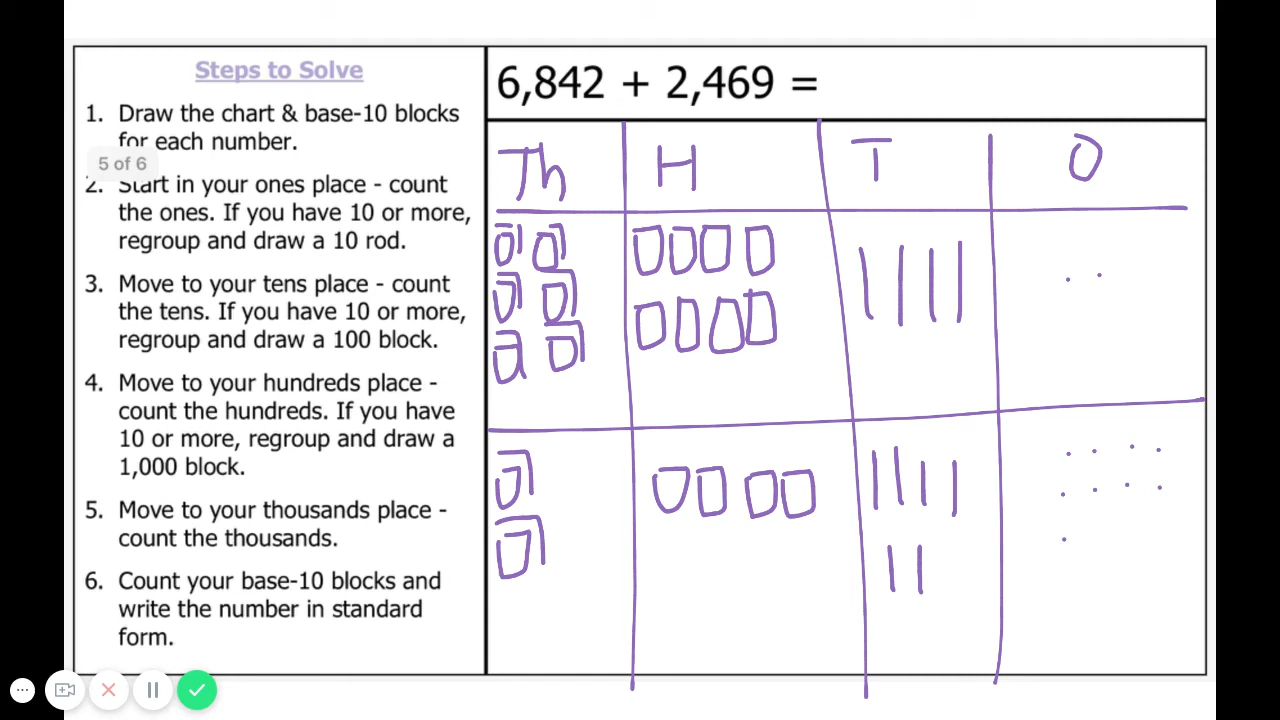 Steps to Solve
1. Draw the chart & base-10 blocks
for each number.
5 of 6
2. Start in your ones place - count
the ones. If you have 10 or more,
regroup and draw a 10 rod.
3. Move to your tens place - count
the tens. If you have 10 or more,
regroup and draw a 100 block.
4. Move to your hundreds place -
count the hundreds. If you have
10 or more, regroup and draw a
1,000 block.
5. Move to your thousands place -
count the thousands.
6. Count your base-10 blocks and
write the number in standard
form.
6,842 + 2,469 =
Th H T O